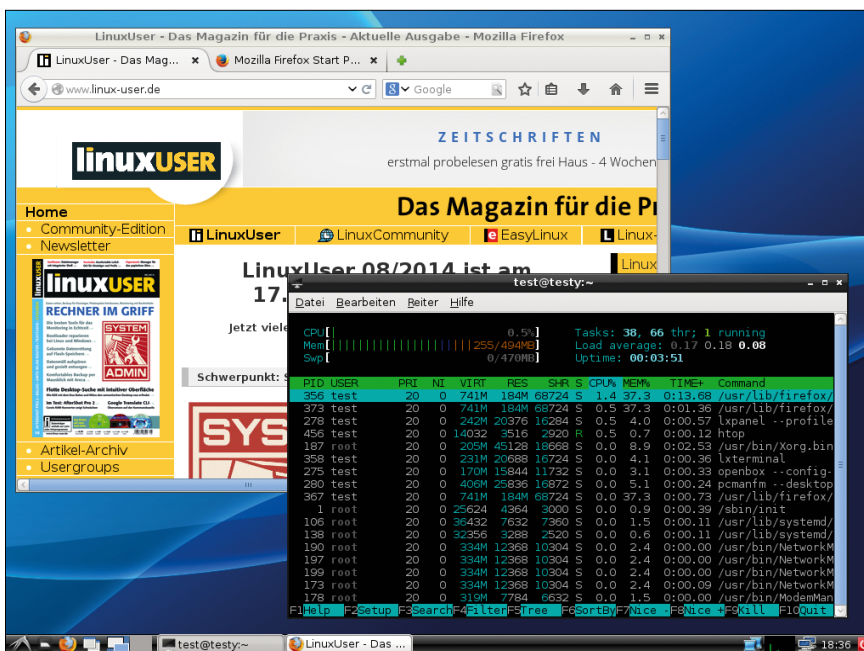 LinuxUser - Das Magazin für die Praxis - Aktuelle Ausgabe - Mozilla Firefox
LinuxUser - Das Mag...
Mozilla Firefox Start P...
www.linux-user.de
Google
linuxUSER
ZEITSCHRIFTEN
erstmal probelesen gratis frei Haus - 4 Wochen
Das Magazin für die Pr
Home
Community-Edition
Newsletter
LinuxUser
LinuxCommunity
EasyLinux
Linux-
linuxUSER
RECHNER IM GRIFF
SYSTEM
ADMIN
Flotte Desktop-Suche mit intuitiver Oberfläche
Artikel-Archiv
Usergroups
LinuxUser 08/2014 ist am
17.
Jetzt viele
Schwerpunkt: S
SYS
Linux
test@testy:~
Datei Bearbeiten Reiter Hilfe
CPU[| 0.5%]
Mem[|||||||||||||||||||255/494MB]
Swp[ 0/470MB]
Tasks: 38, 66 thr; 1 running
Load average: 0.17 0.18 0.08
Uptime: 00:03:51
PID USER PRI NI VIRT RES SHR S CPU% MEM% TIME+ Command
356 test 20 0 741M 184M 68724 S 1.4 37.3 0:13.68 /usr/lib/firefox/
373 test 20 0 741M 184M 68724 S 0.5 37.3 0:01.36 /usr/lib/firefox/
278 test 20 0 242M 20376 16284 S 0.5 4.0 0:00.57 lxpanel --profile
456 test 20 0 14032 3516 2920 R 0.5 0.7 0:00.12 htop
187 root 20 0 205M 45128 18668 S 0.0 8.9 0:02.53 /usr/bin/Xorg.bin
358 test 20 0 231M 20688 16724 S 0.0 4.1 0:00.36 lxterminal
275 test 20 0 170M 15844 11732 S 0.0 3.1 0:00.33 openbox --config-
280 test 20 0 406M 25836 16872 S 0.0 5.1 0:00.24 pcmanfm --desktop
367 test 20 0 741M 184M 68724 S 0.0 37.3 0:00.73 /usr/lib/firefox/
1 root 20 0 25624 4364 3000 S 0.0 0.9 0:00.39 /sbin/init
106 root 20 0 36432 7632 7360 S 0.0 1.5 0:00.11 /usr/lib/systemd/
138 root 20 0 32356 3288 2520 S 0.0 0.6 0:00.11 /usr/lib/systemd/
190 root 20 0 334M 12368 10304 S 0.0 2.4 0:00.00 /usr/bin/NetworkM
197 root 20 0 334M 12368 10304 S 0.0 2.4 0:00.00 /usr/bin/NetworkM
199 root 20 0 334M 12368 10304 S 0.0 2.4 0:00.00 /usr/bin/NetworkM
173 root 20 0 334M 12368 10304 S 0.0 2.4 0:00.09 /usr/bin/NetworkM
178 root 20 0 319M 7784 6632 S 0.0 1.5 0:00.00 /usr/bin/ModemMan
F1Help F2Setup F3SearchF4FilterF5Tree F6SortByF7Nice -F8Nice +F9Kill F10Quit
test@testy:~
LinuxUser - Das ...
18:36